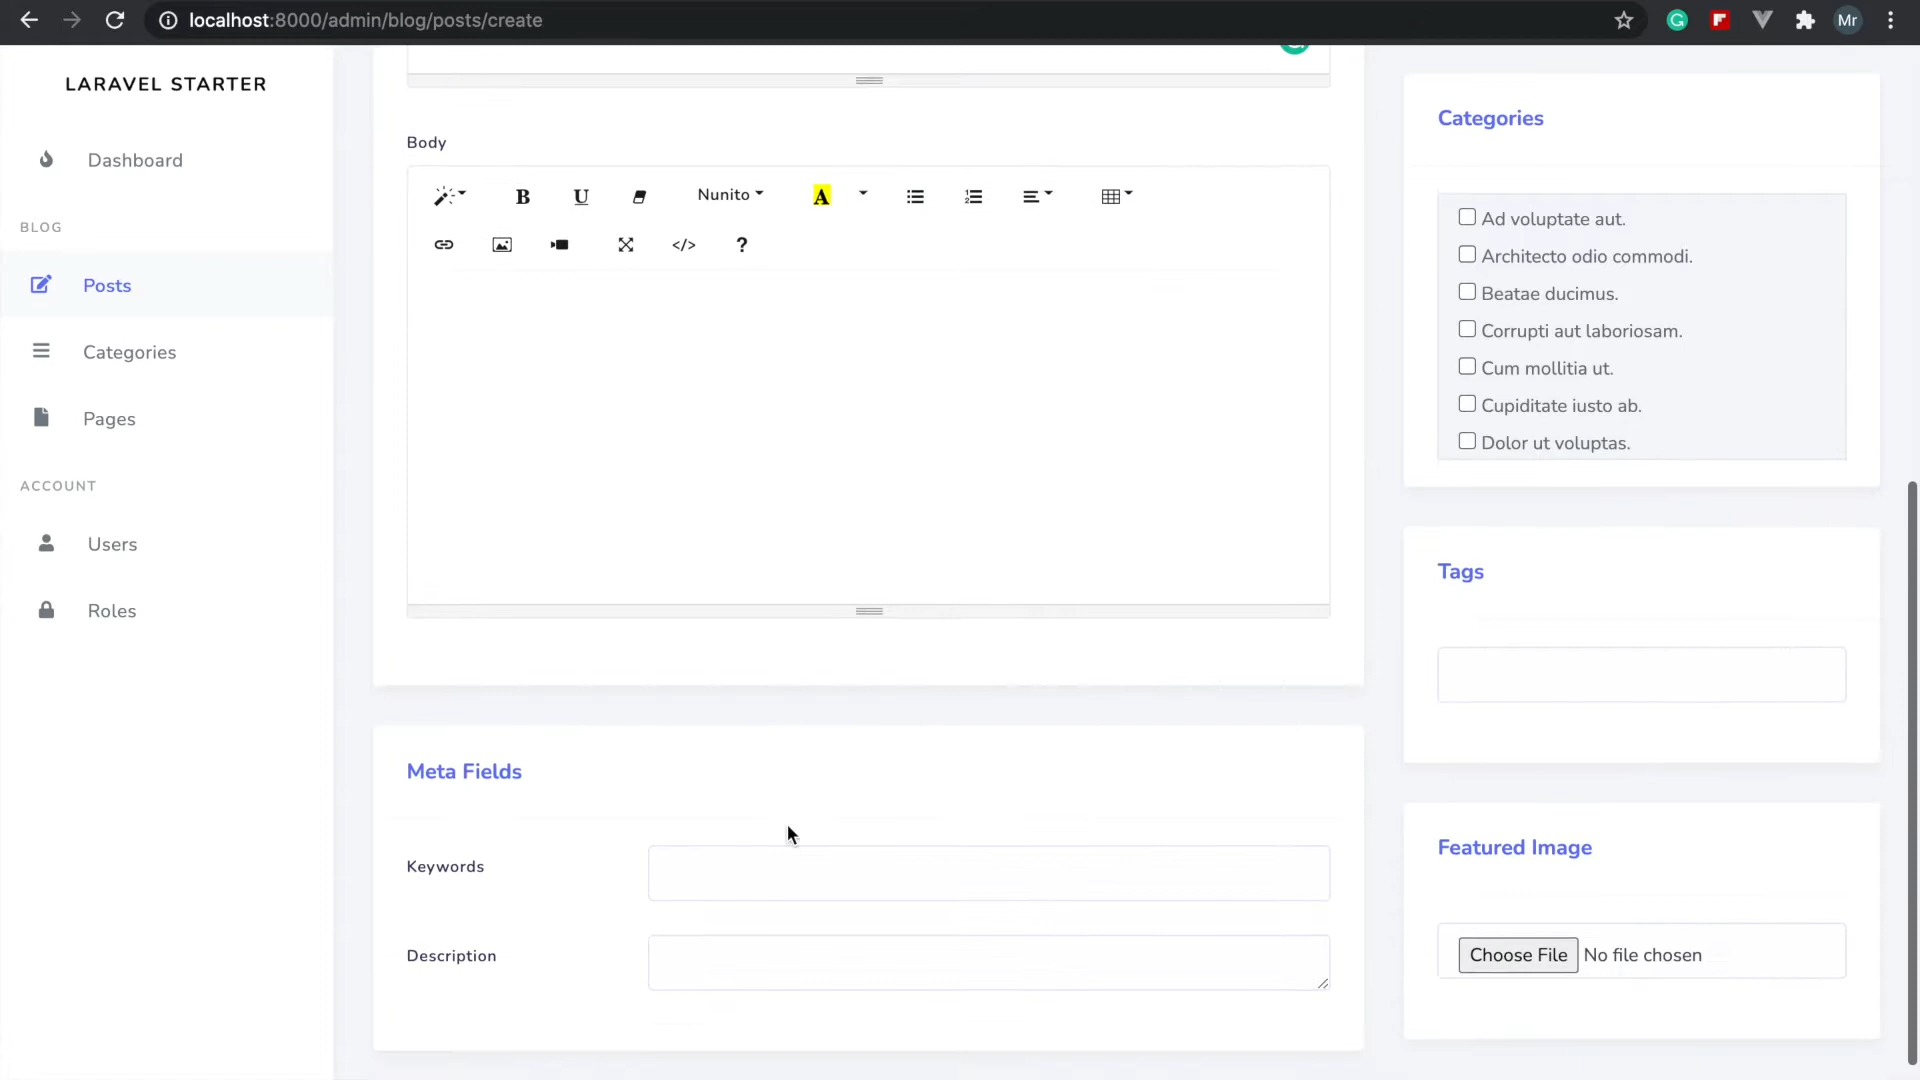 localhost:8000/admin/blog/posts/create
Mr
LARAVEL STARTER
Dashboard
BLOG
Posts
Categories
Pages
ACCOUNT
Users
Roles
Body
B
U
Nunito
A
</>
?
Meta Fields
Keywords
Description
Categories
Ad voluptate aut.
Architecto odio commodi.
Beatae ducimus.
Corrupti aut laboriosam.
Cum mollitia ut.
Cupiditate iusto ab.
Dolor ut voluptas.
Tags
Featured Image
Choose File No file chosen